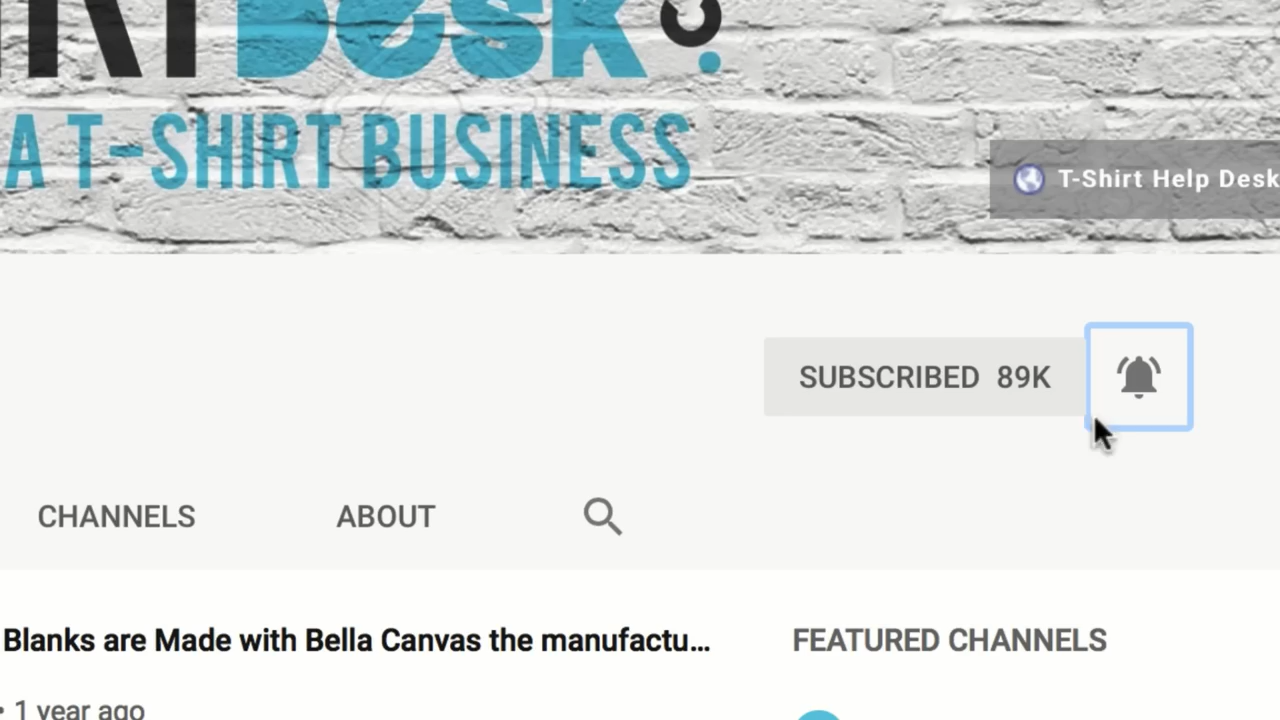 Desk?
A T-SHIRT BUSINESS
T-Shirt Help Desk
SUBSCRIBED 89K
CHANNELS
ABOUT
Blanks are Made with Bella Canvas the manufactu...
FEATURED CHANNELS
• 1 year ago